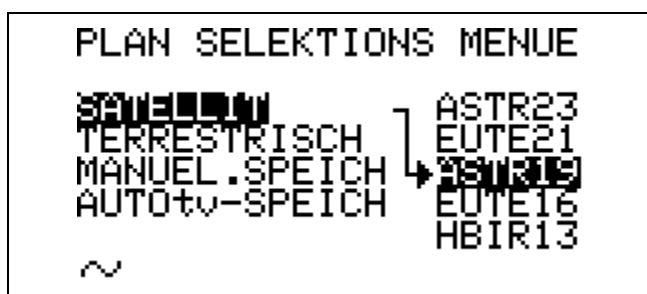 PLAN SELEKTIONS MENUE
SATELLIT ASTR23
TERRESTRISCH EUTE21
MANUEL.SPEICH ASTR19
AUTOtv-SPEICH EUTE16
HBIR13
~